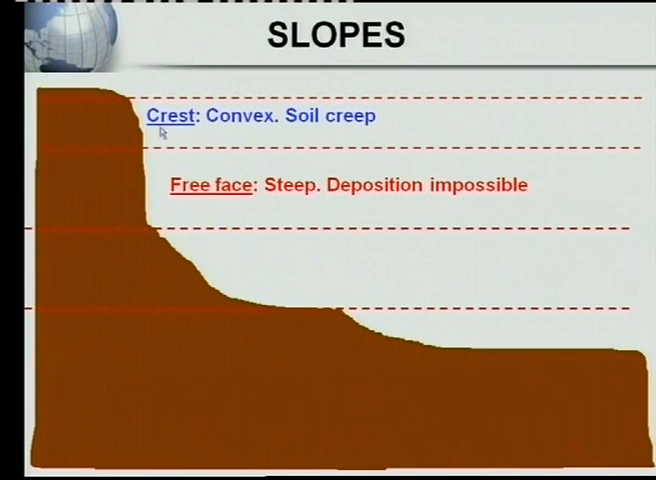 SLOPES
Crest: Convex. Soil creep
Free face: Steep. Deposition impossible